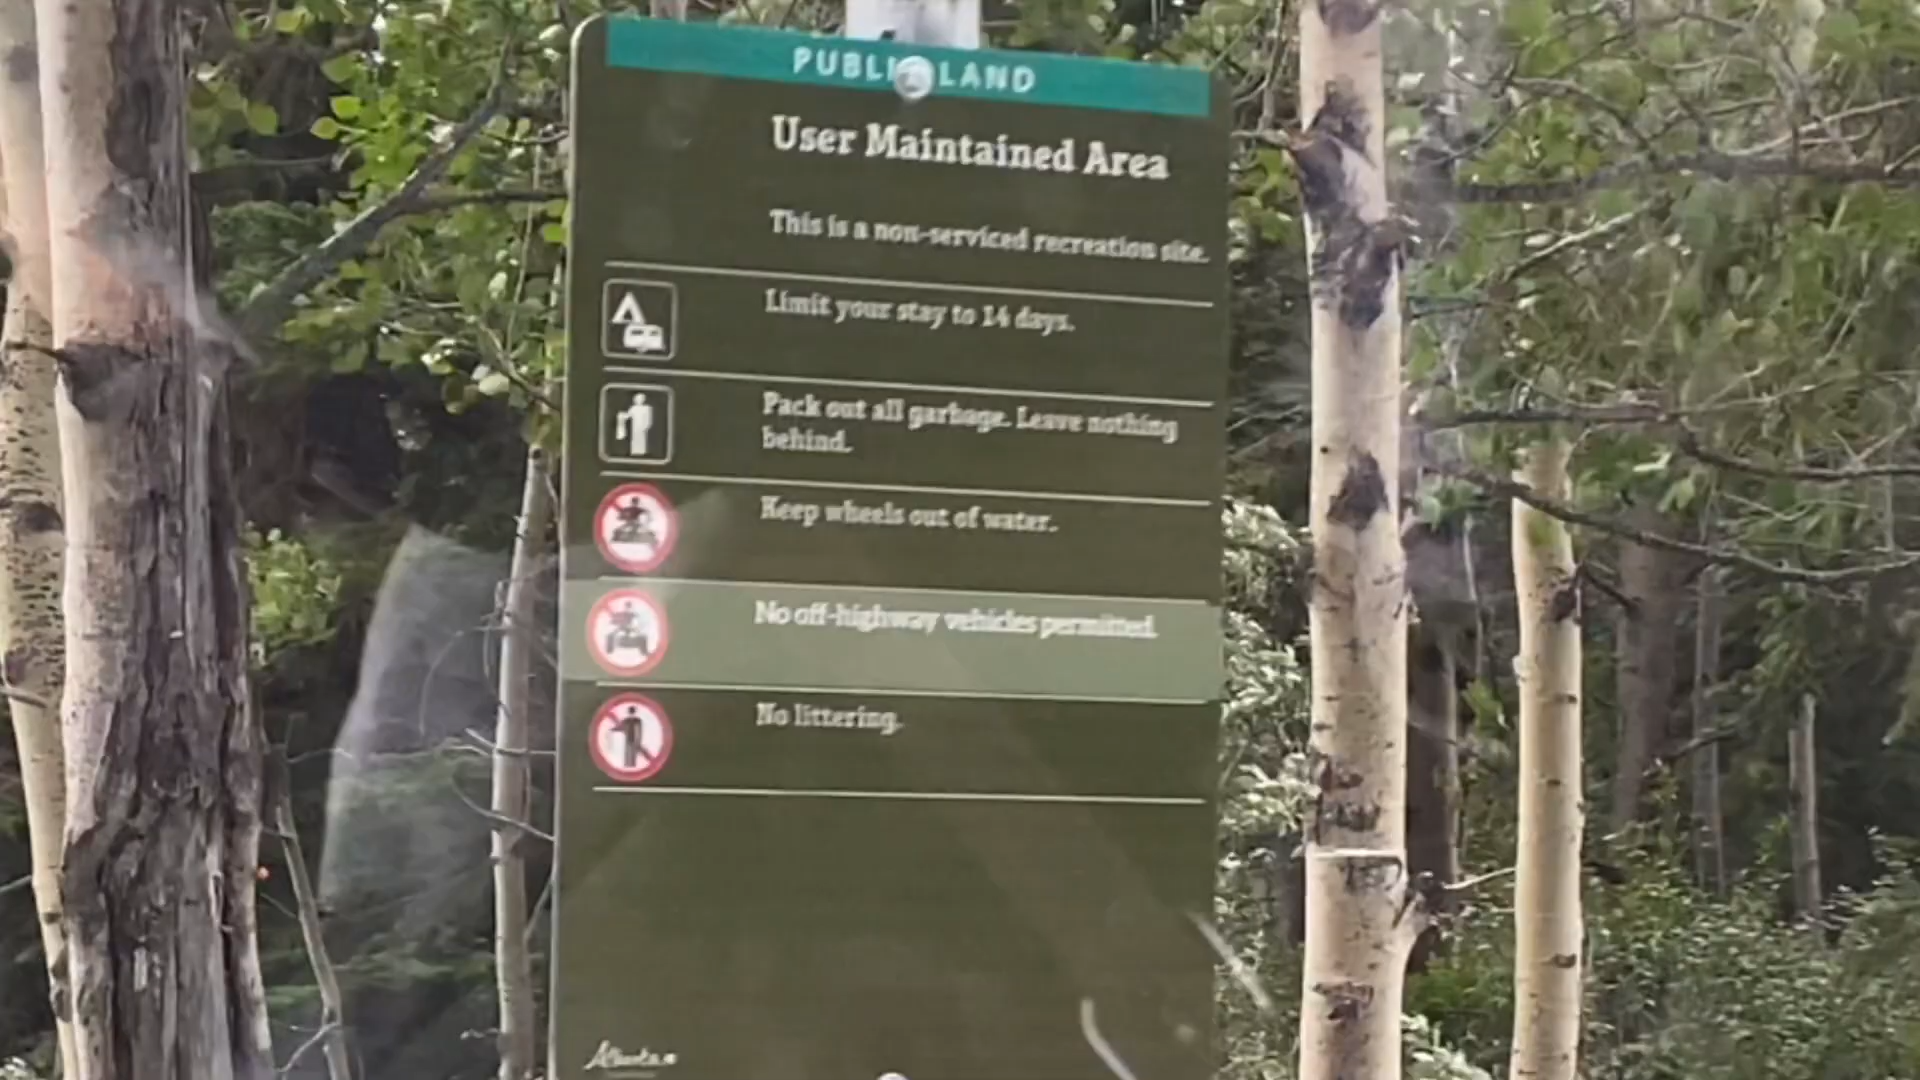 PUBLIC LAND
User Maintained Area
This is a non-serviced recreation site.
Limit your stay to 14 days.
Pack out all garbage. Leave nothing
behind.
Keep wheels out of water.
No off-highway vehicles permitted.
No littering.
Alberta